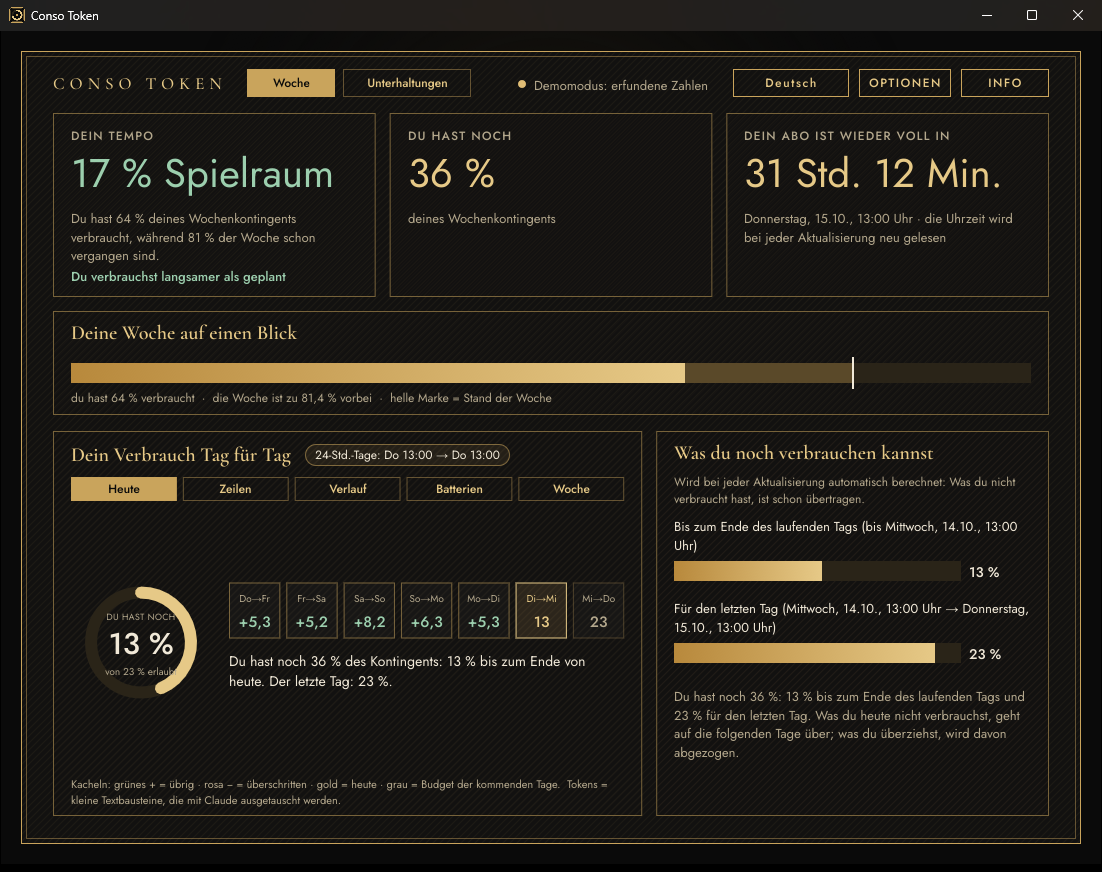 Conso Token
CONSO TOKEN
Woche
Unterhaltungen
Demomodus: erfundene Zahlen
Deutsch
OPTIONEN
INFO
DEIN TEMPO
17 % Spielraum
Du hast 64 % deines Wochenkontingents
verbraucht, während 81 % der Woche schon
vergangen sind.
Du verbrauchst langsamer als geplant
DU HAST NOCH
36 %
deines Wochenkontingents
DEIN ABO IST WIEDER VOLL IN
31 Std. 12 Min.
Donnerstag, 15.10., 13:00 Uhr · die Uhrzeit wird
bei jeder Aktualisierung neu gelesen
Deine Woche auf einen Blick
du hast 64 % verbraucht · die Woche ist zu 81,4 % vorbei · helle Marke = Stand der Woche
Dein Verbrauch Tag für Tag
24-Std.-Tage: Do 13:00 → Do 13:00
Heute
Zeilen
Verlauf
Batterien
Woche
DU HAST NOCH
13 %
von 23 % erlaubt
Do→Fr
+5,3
Fr→Sa
+5,2
Sa→So
+8,2
So→Mo
+6,3
Mo→Di
+5,3
Di→Mi
13
Mi→Do
23
Du hast noch 36 % des Kontingents: 13 % bis zum Ende von
heute. Der letzte Tag: 23 %.
Kacheln: grünes + = übrig · rosa − = überschritten · gold = heute · grau = Budget der kommenden Tage. Tokens =
kleine Textbausteine, die mit Claude ausgetauscht werden.
Was du noch verbrauchen kannst
Wird bei jeder Aktualisierung automatisch berechnet: Was du nicht
verbraucht hast, ist schon übertragen.
Bis zum Ende des laufenden Tags (bis Mittwoch, 14.10., 13:00
Uhr)
13 %
Für den letzten Tag (Mittwoch, 14.10., 13:00 Uhr → Donnerstag,
15.10., 13:00 Uhr)
23 %
Du hast noch 36 %: 13 % bis zum Ende des laufenden Tags und
23 % für den letzten Tag. Was du heute nicht verbrauchst, geht
auf die folgenden Tage über; was du überziehst, wird davon
abgezogen.